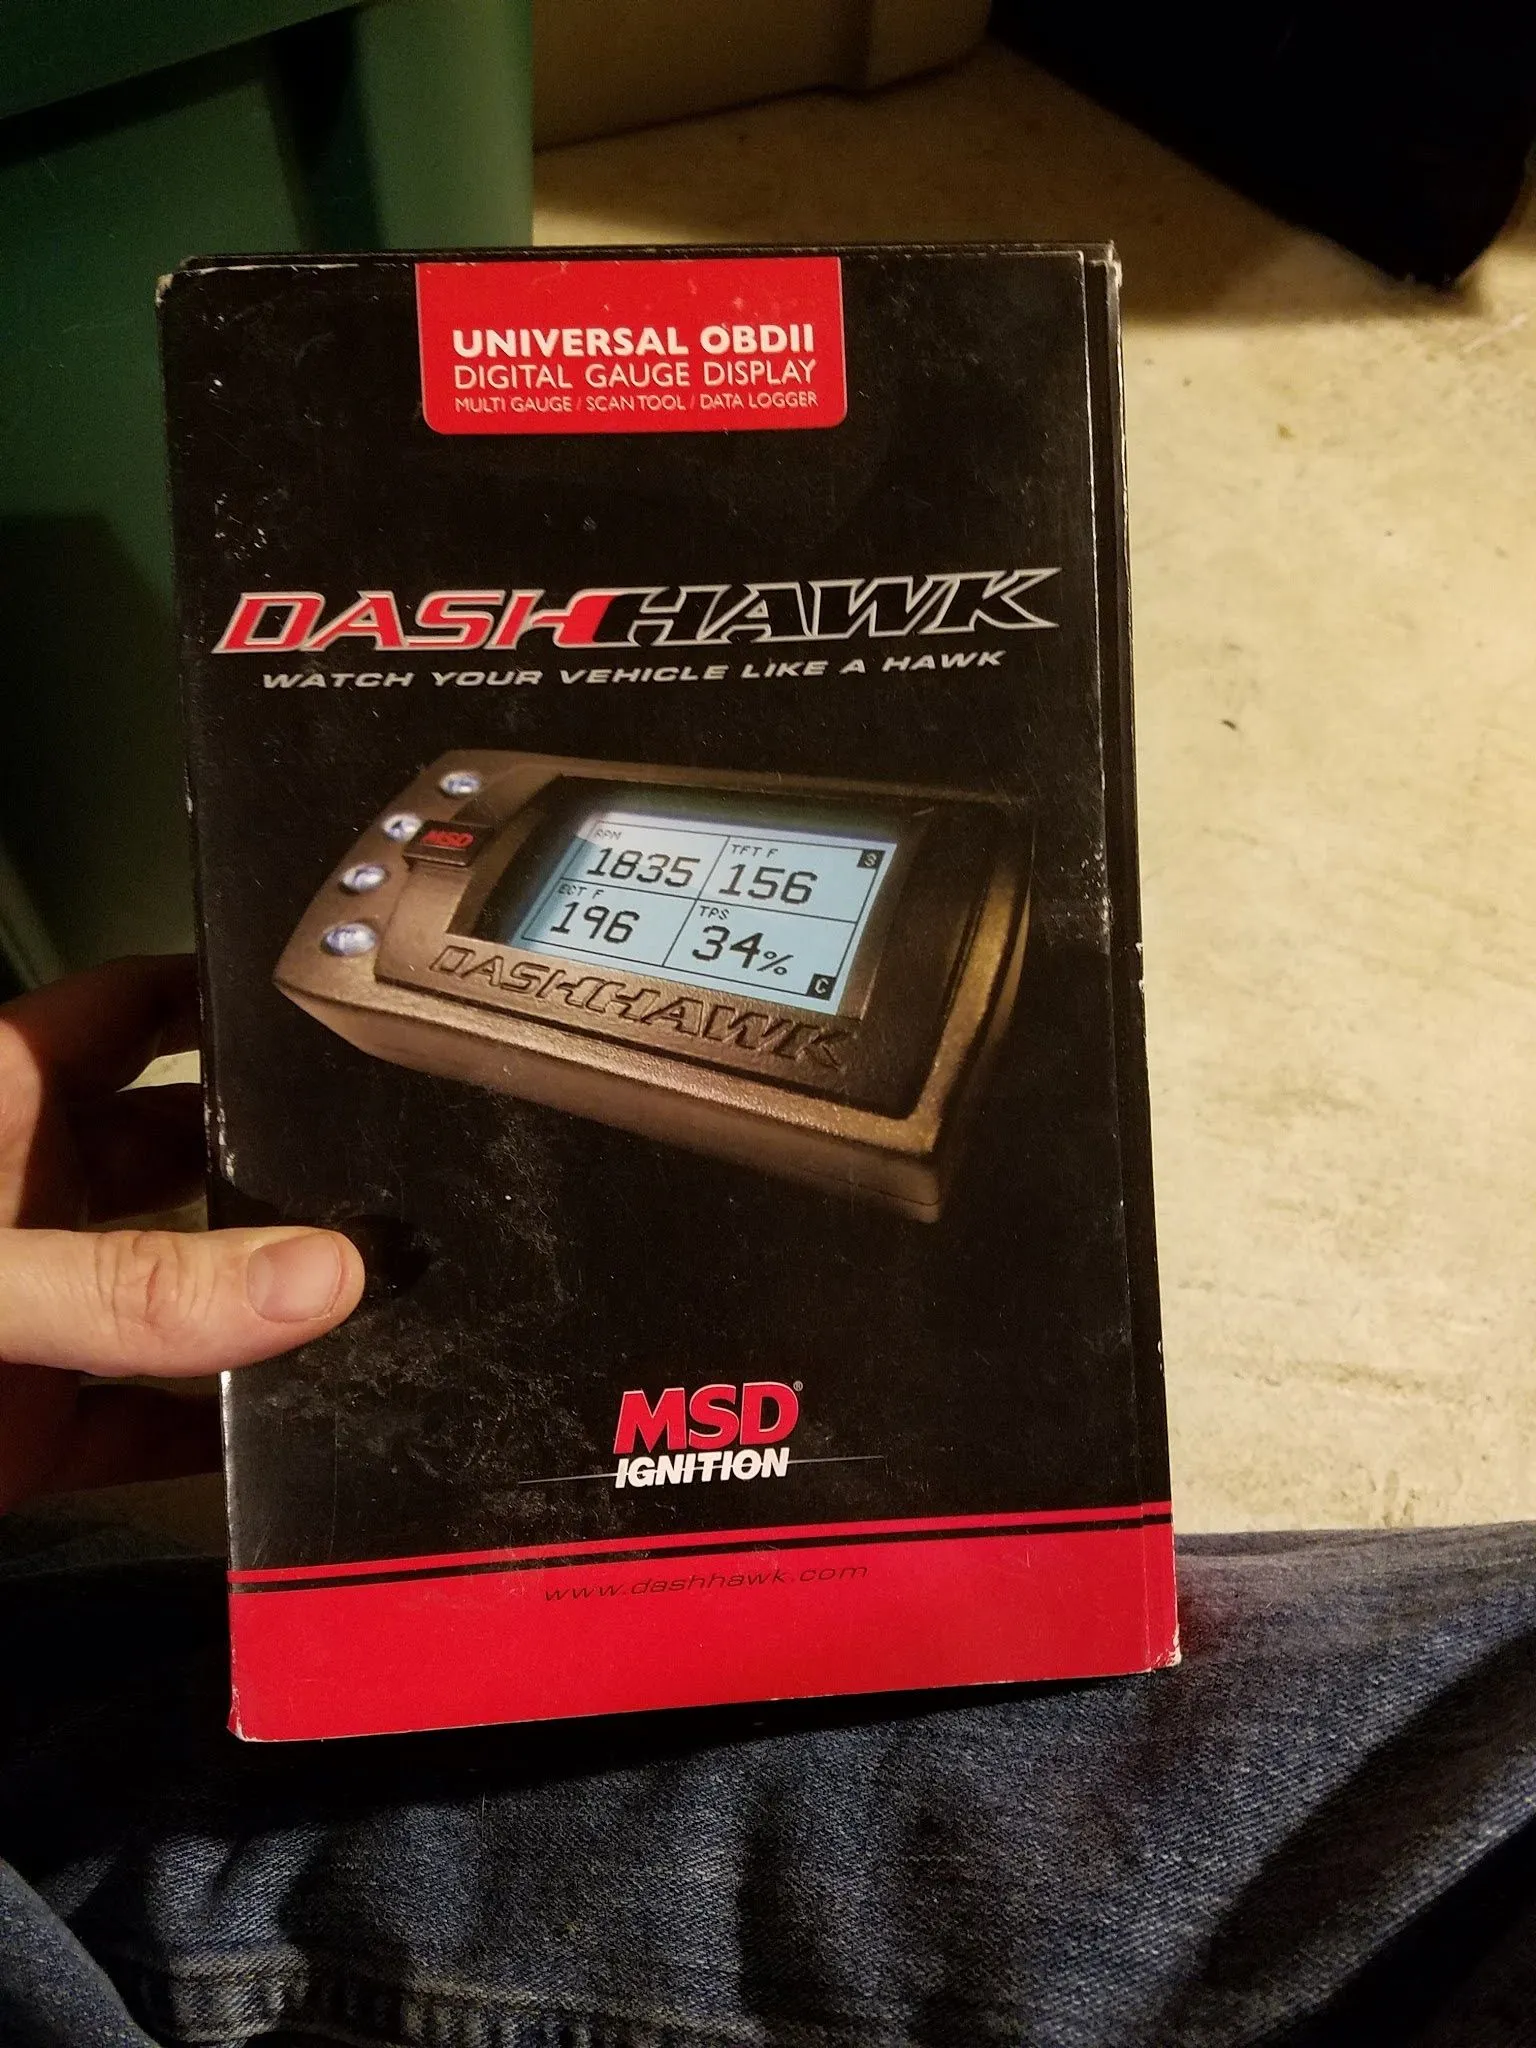 UNIVERSAL OBDII
DIGITAL GAUGE DISPLAY
MULTI GAUGE / SCAN TOOL / DATA LOGGER
DASHHAWK
WATCH YOUR VEHICLE LIKE A HAWK
MSD
RPM
1835
TFT F
156
S
ECT F
196
TPS
34%
C
DASHHAWK
MSD®
IGNITION
www.dashhawk.com